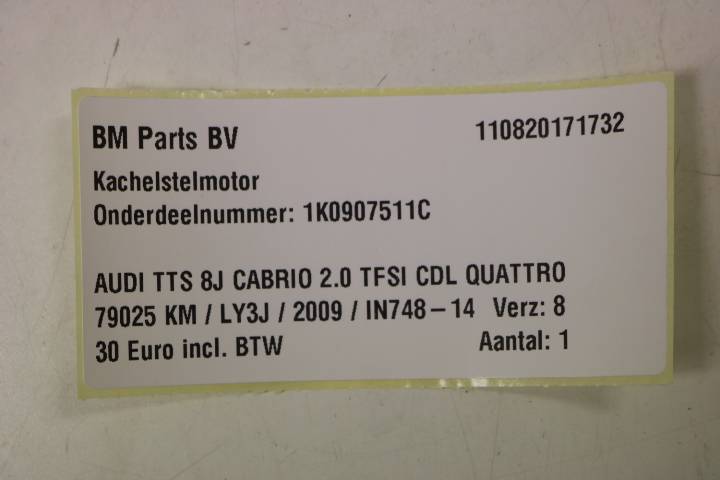 BM Parts BV 110820171732
Kachelstelmotor
Onderdeelnummer: 1K0907511C
AUDI TTS 8J CABRIO 2.0 TFSI CDL QUATTRO
79025 KM / LY3J / 2009 / IN748-14 Verz: 8
30 Euro incl. BTW Aantal: 1